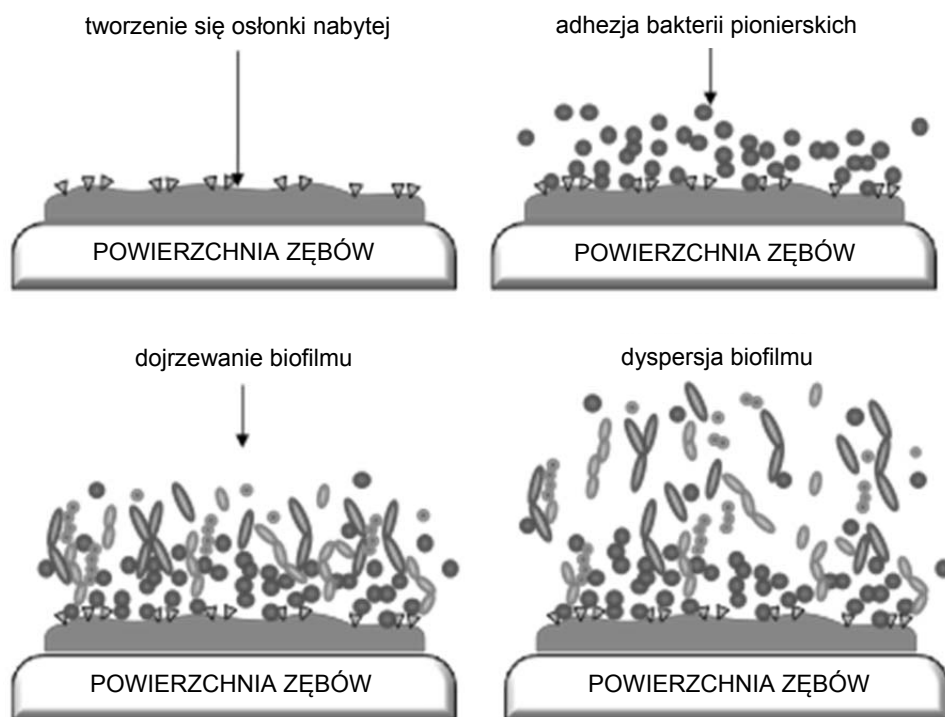 tworzenie się osłonki nabytej
adhezja bakterii pionierskich
POWIERZCHNIA ZĘBÓW
POWIERZCHNIA ZĘBÓW
dojrzewanie biofilmu
dyspersja biofilmu
POWIERZCHNIA ZĘBÓW
POWIERZCHNIA ZĘBÓW